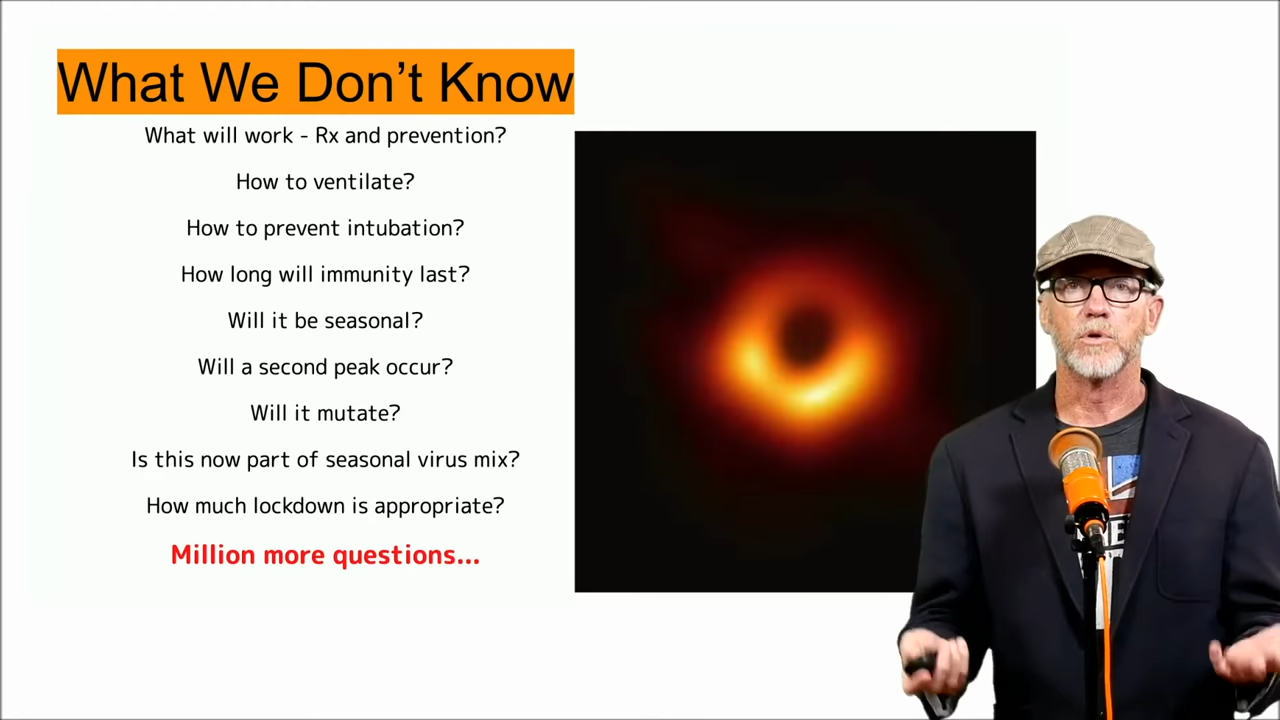 What We Don't Know
What will work - Rx and prevention?
How to ventilate?
How to prevent intubation?
How long will immunity last?
Will it be seasonal?
Will a second peak occur?
Will it mutate?
Is this now part of seasonal virus mix?
How much lockdown is appropriate?
Million more questions...